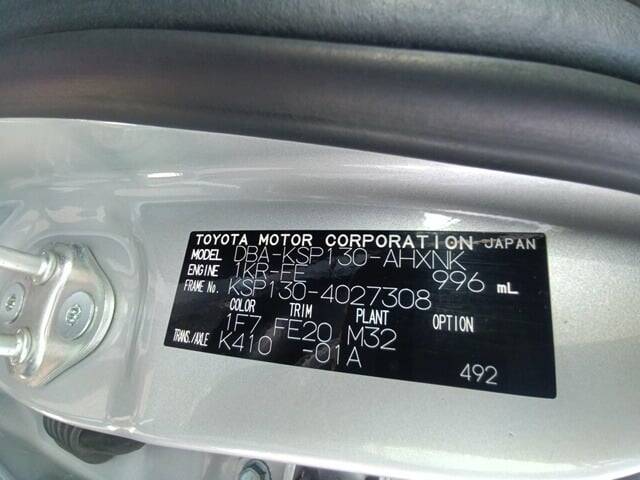 TOYOTA MOTOR CORPORATION JAPAN
MODEL DBA-KSP130-AHXNK
ENGINE 1KR-FE 996 mL
FRAME No. KSP130-4027308
COLOR TRIM PLANT OPTION
1F7 FE20 M32
TRANS./AXLE K410 -01A
492